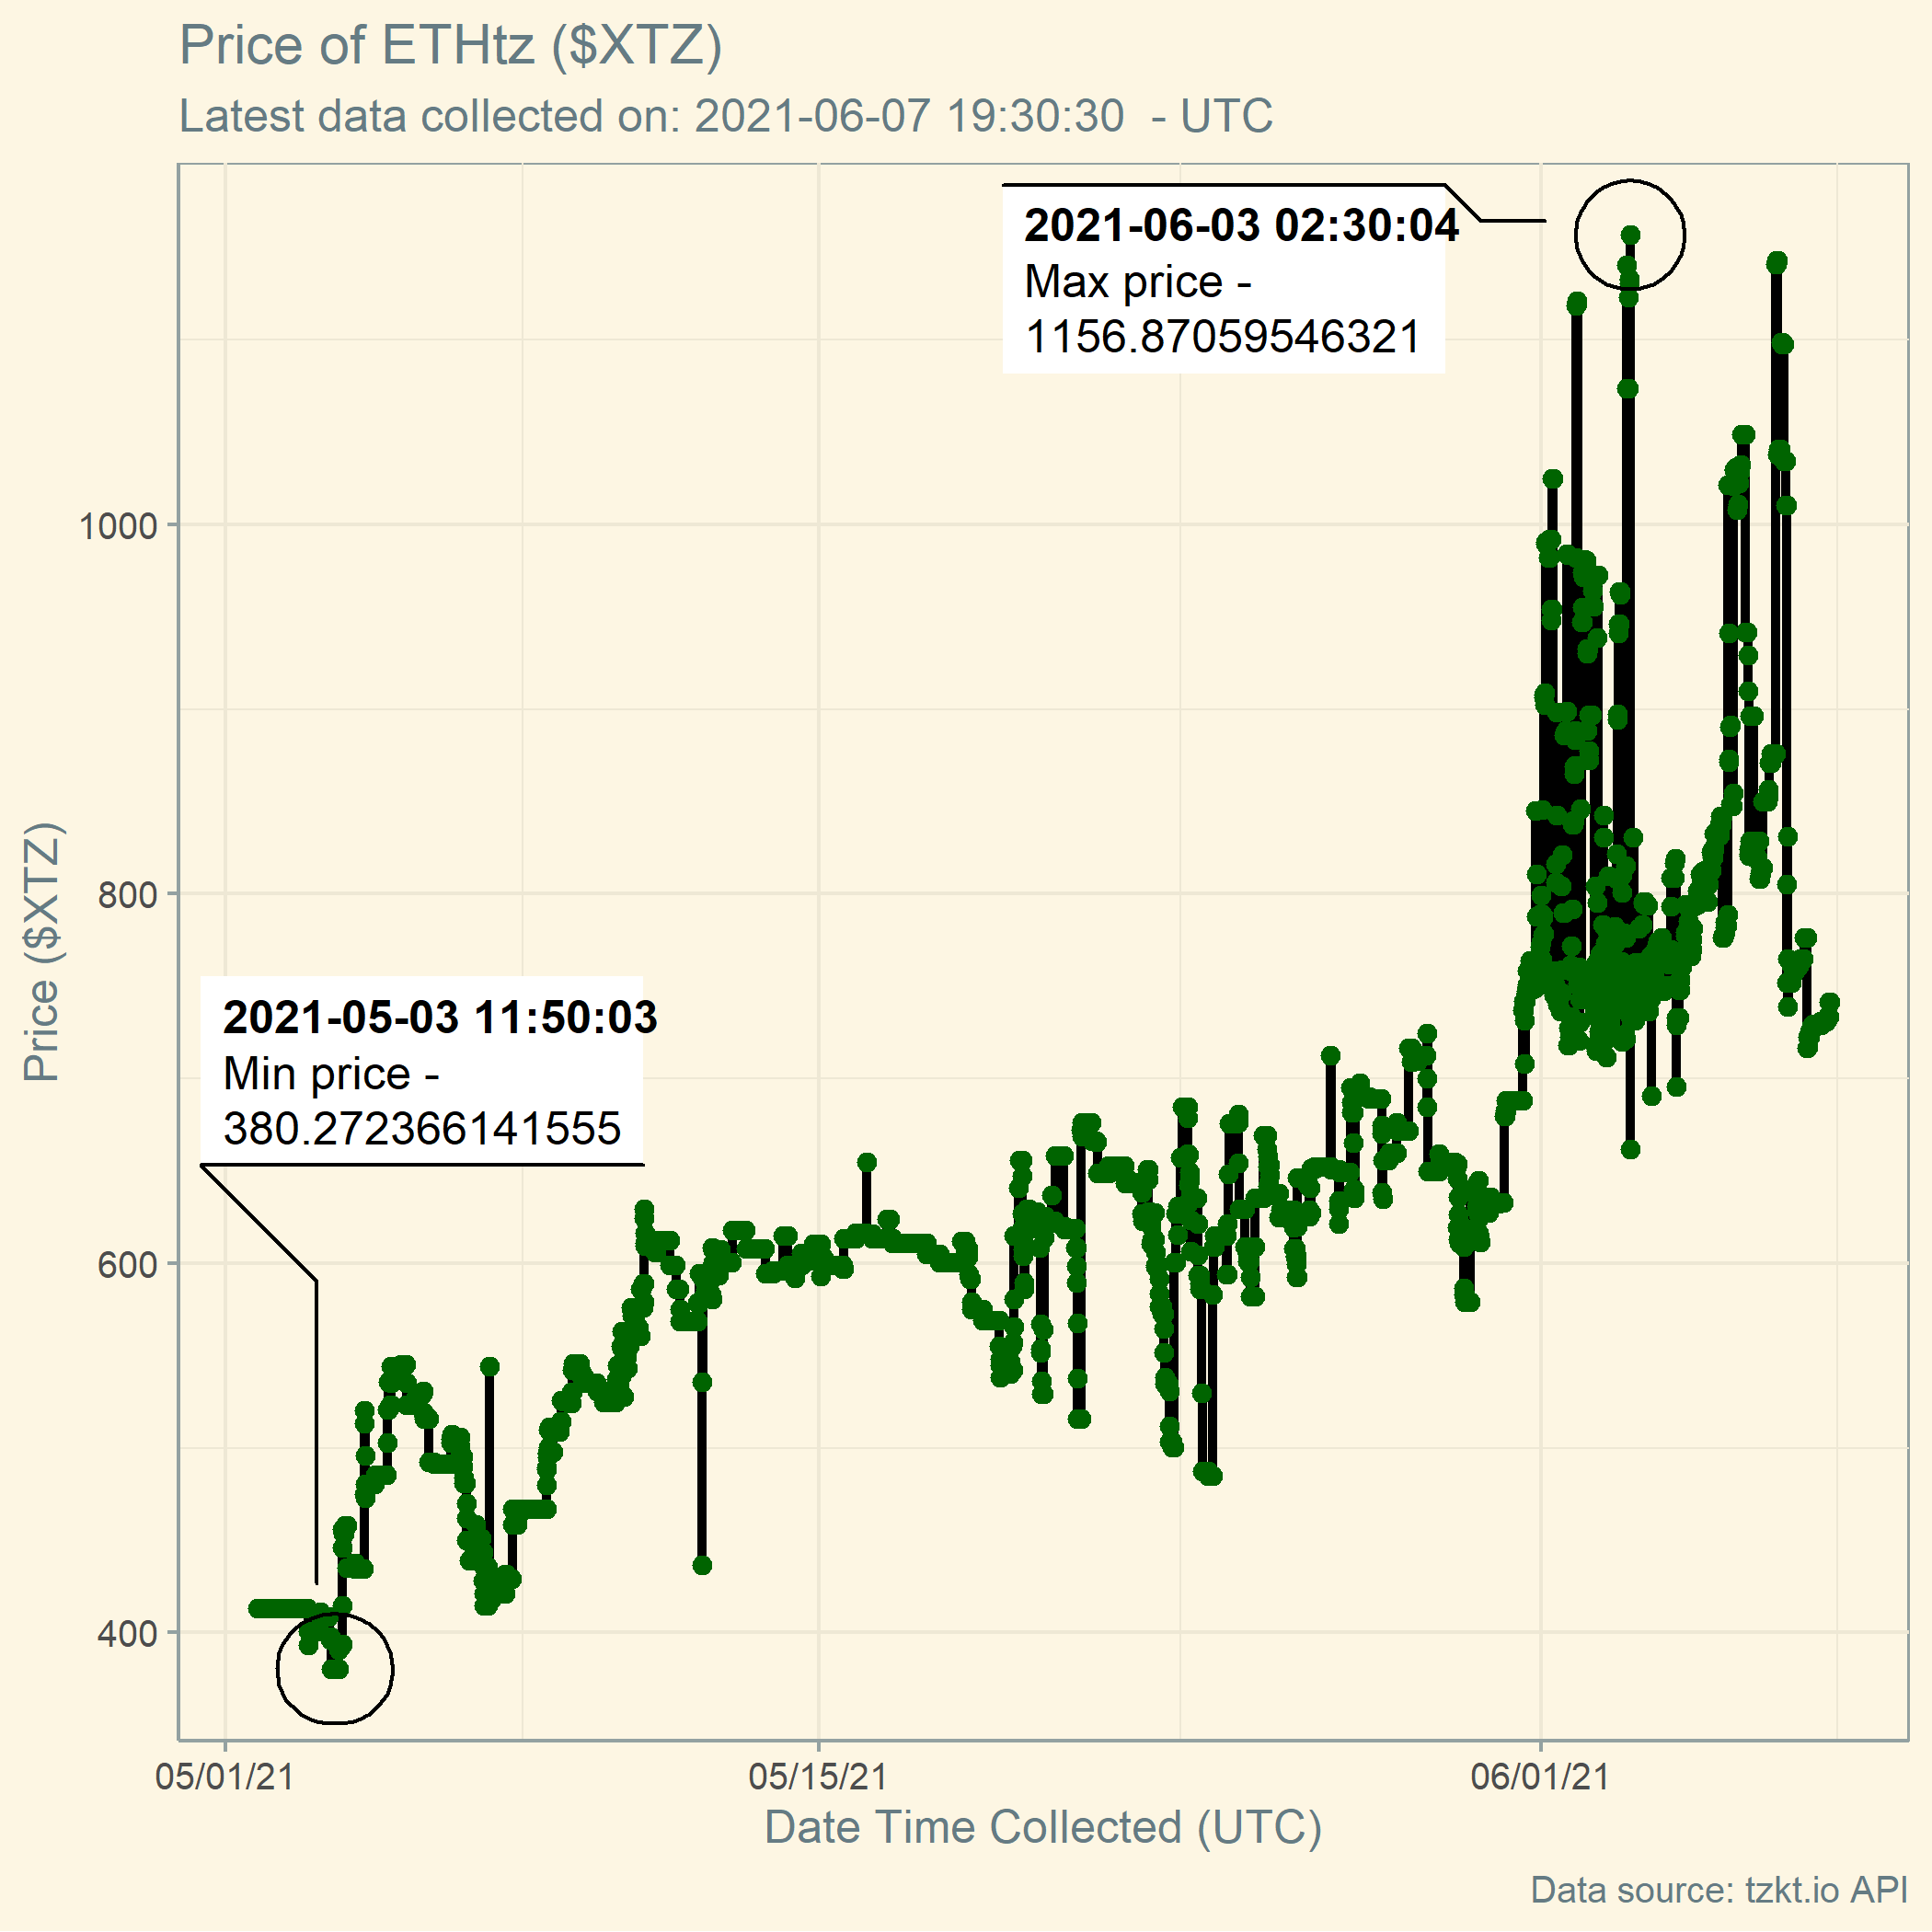 Price of ETHtz ($XTZ)
Latest data collected on: 2021-06-07 19:30:30  - UTC
2021-06-03 02:30:04
Max price -
1156.87059546321
1000
800
600
400
Price ($XTZ)
2021-05-03 11:50:03
Min price -
380.272366141555
05/01/21
05/15/21
06/01/21
Date Time Collected (UTC)
Data source: tzkt.io API